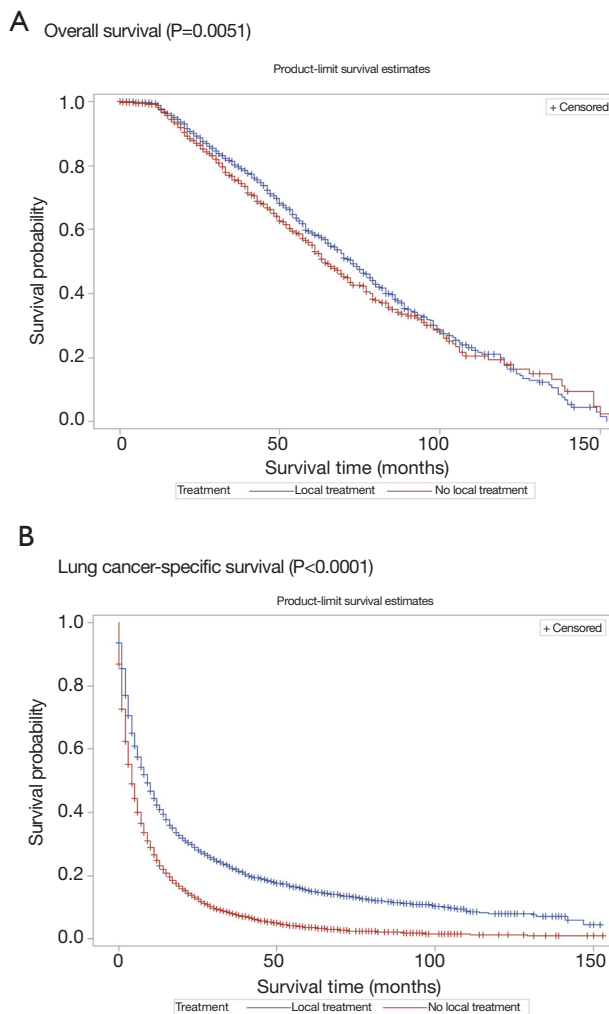 A Overall survival (P=0.0051)
Product-limit survival estimates
+ Censored
1.0
0.8
0.6
0.4
0.2
0.0
Survival probability
0 50 100 150
Survival time (months)
Treatment Local treatment No local treatment
B
Lung cancer-specific survival (P<0.0001)
Product-limit survival estimates
+ Censored
1.0
0.8
0.6
0.4
0.2
0.0
Survival probability
0 50 100 150
Survival time (months)
Treatment Local treatment No local treatment